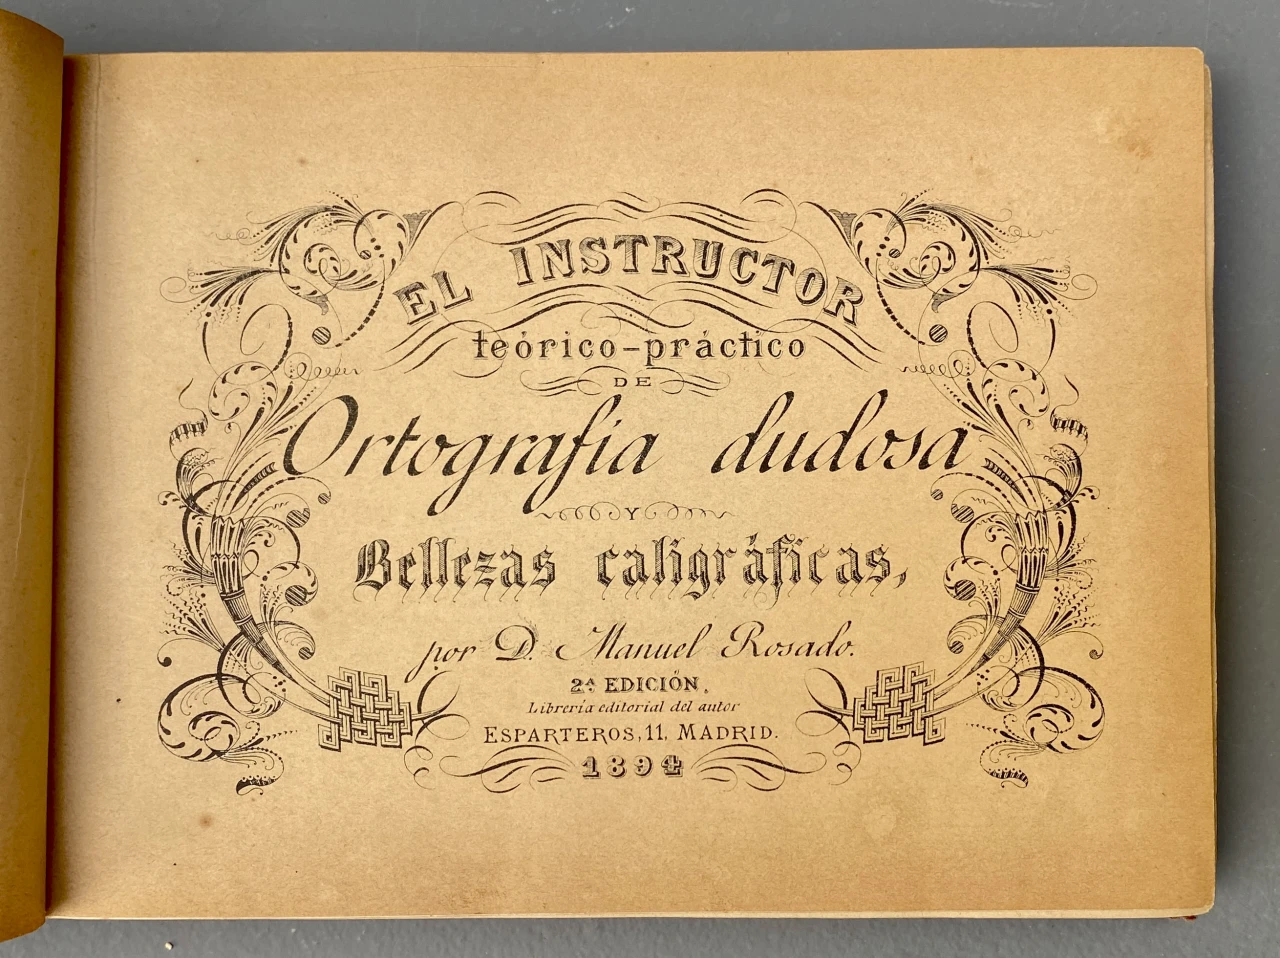 EL INSTRUCTOR
teórico-práctico
DE
Ortografía dudosa
Y
Bellezas caligráficas,
por D. Manuel Rosado.
2ª EDICIÓN.
Librería editorial del autor
ESPARTEROS, 11, MADRID.
1894